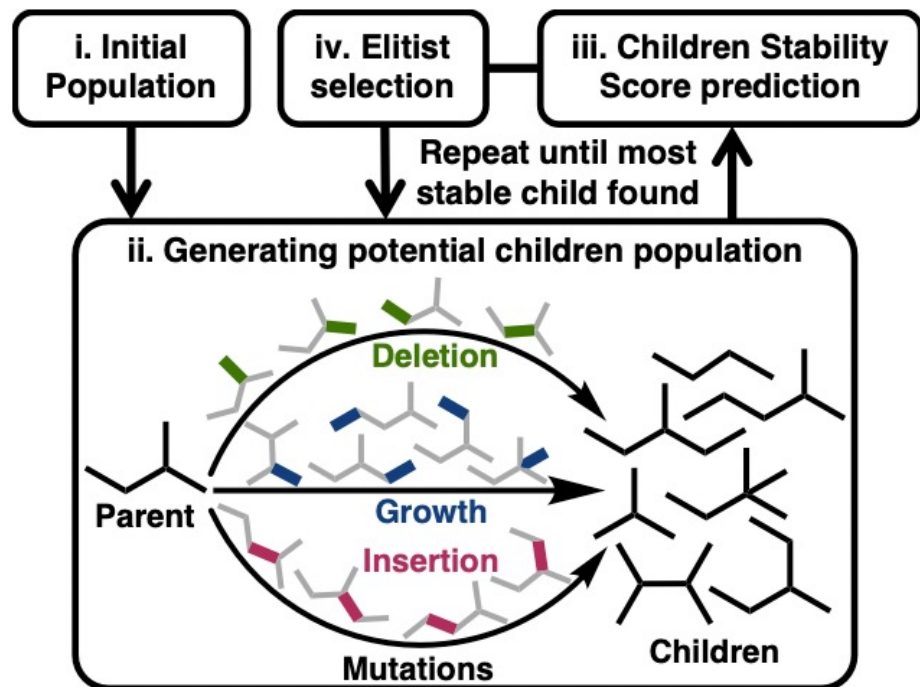 i. Initial
Population
iv. Elitist
selection
iii. Children Stability
Score prediction
Repeat until most
stable child found
ii. Generating potential children population
Deletion
Parent
Growth
Insertion
Mutations
Children